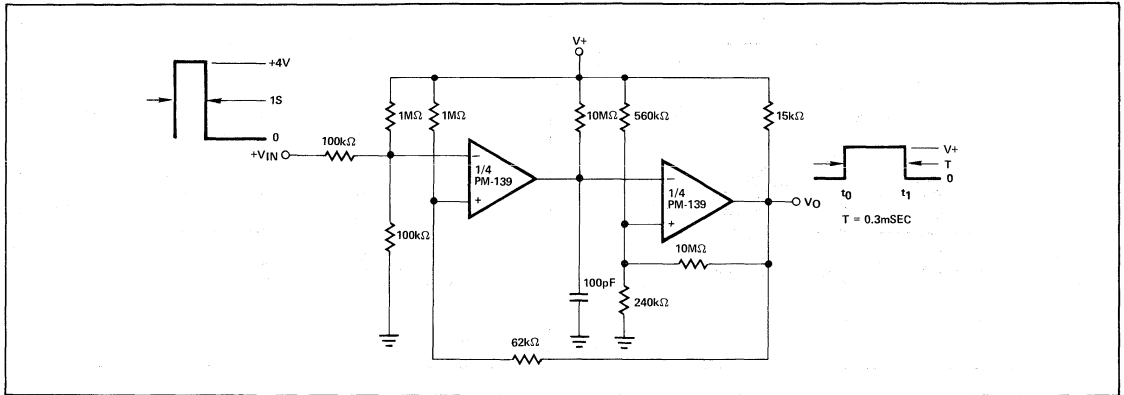 V+
+4V
1S
0
+VIN
100kΩ
1MΩ
1MΩ
10MΩ
560kΩ
15kΩ
−
1/4
PM-139
+
−
1/4
PM-139
+
100kΩ
100pF
10MΩ
240kΩ
62kΩ
VO
V+
T
0
t0
t1
T = 0.3mSEC